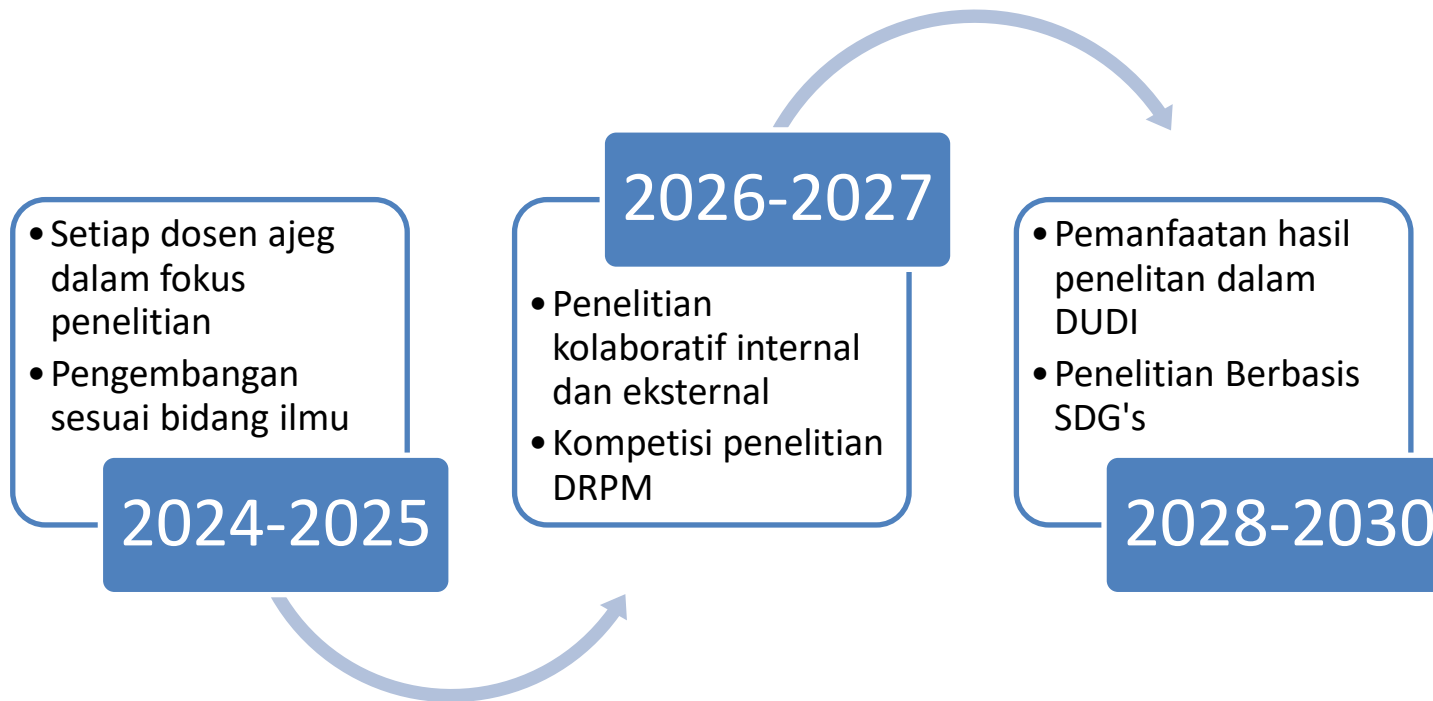 • Setiap dosen ajeg
dalam fokus
penelitian
• Pengembangan
sesuai bidang ilmu
2024-2025
2026-2027
• Penelitian
kolaboratif internal
dan eksternal
• Kompetisi penelitian
DRPM
• Pemanfaatan hasil
penelitan dalam
DUDI
• Penelitian Berbasis
SDG's
2028-2030